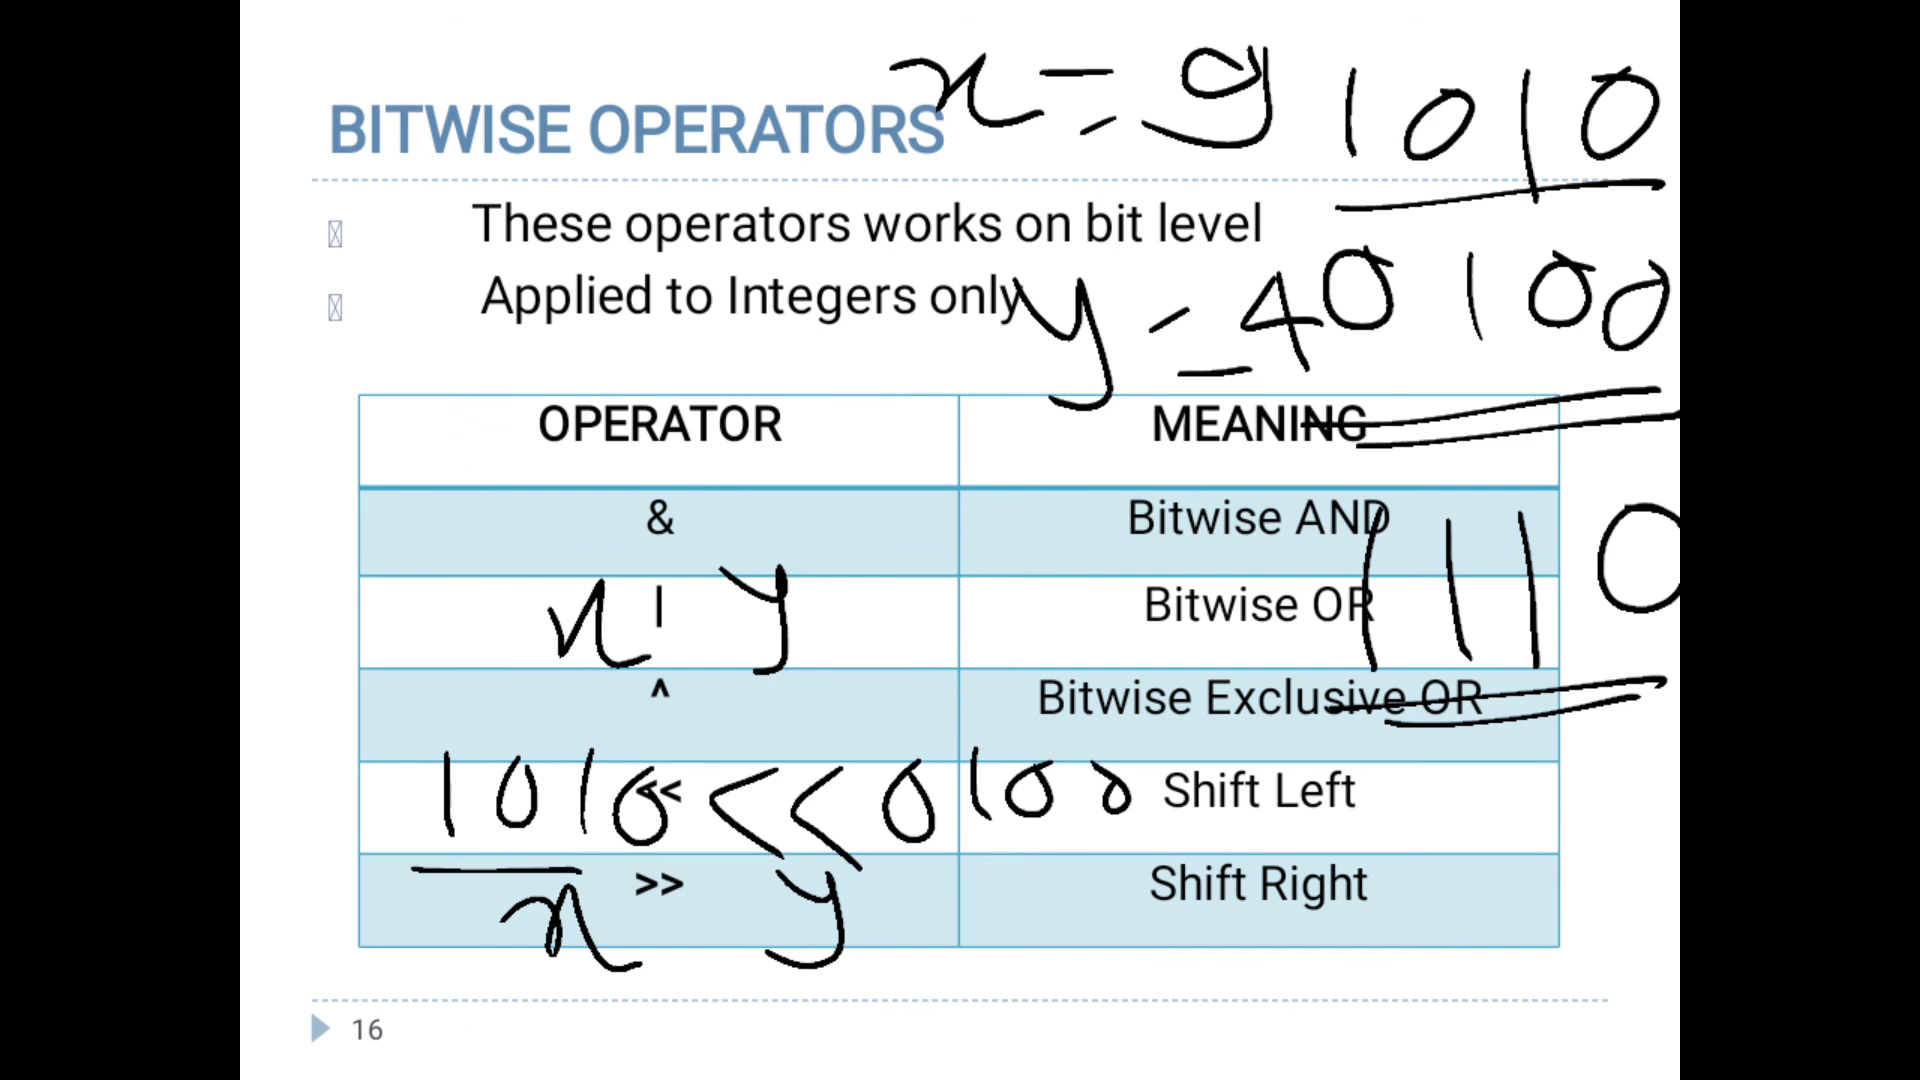 x = 9 1010
BITWISE OPERATORS
These operators works on bit level
Applied to Integers only
y = 4 0100
OPERATOR MEANING
& Bitwise AND
1110
x | y Bitwise OR
^ Bitwise Exclusive OR
<< Shift Left
1010 << 0100
>> Shift Right
x y
16